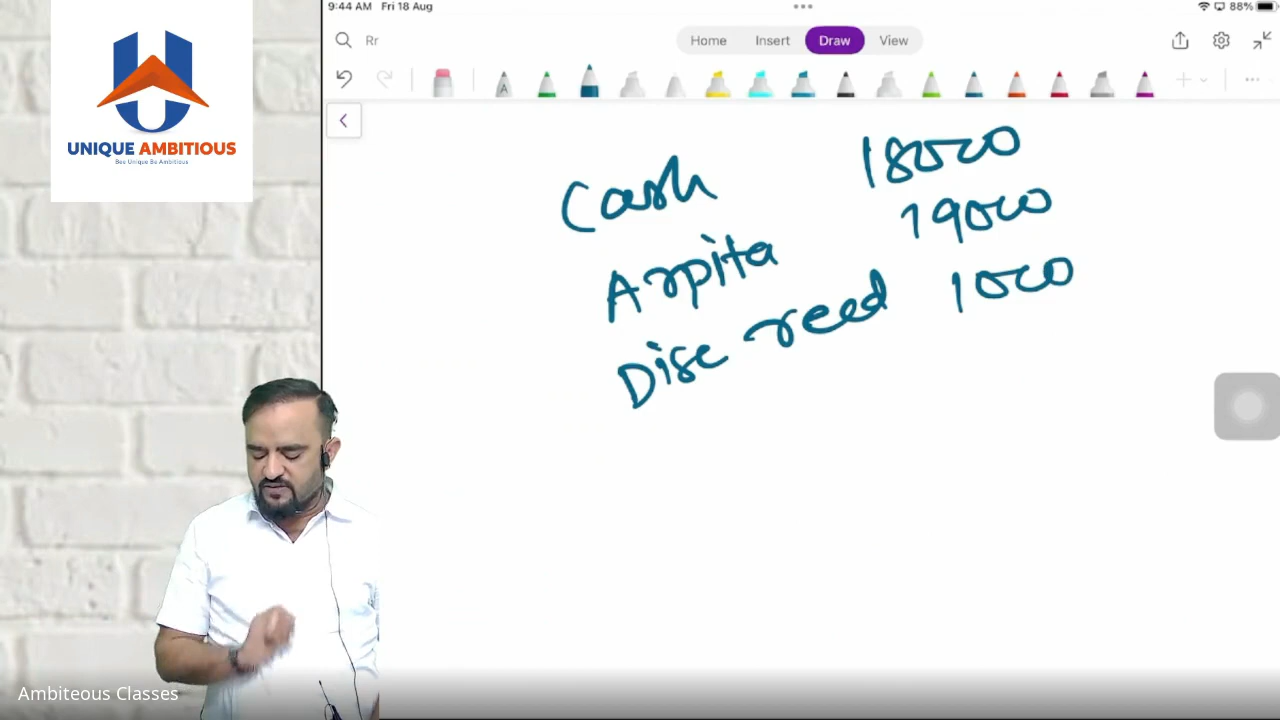 9:44 AM Fri 18 Aug
88%
Rr
Home Insert Draw View
A
UNIQUE AMBITIOUS
Bee Unique Be Ambitious
Cash 18000
Arpita 19000
Disc reed 1000
Ambiteous Classes